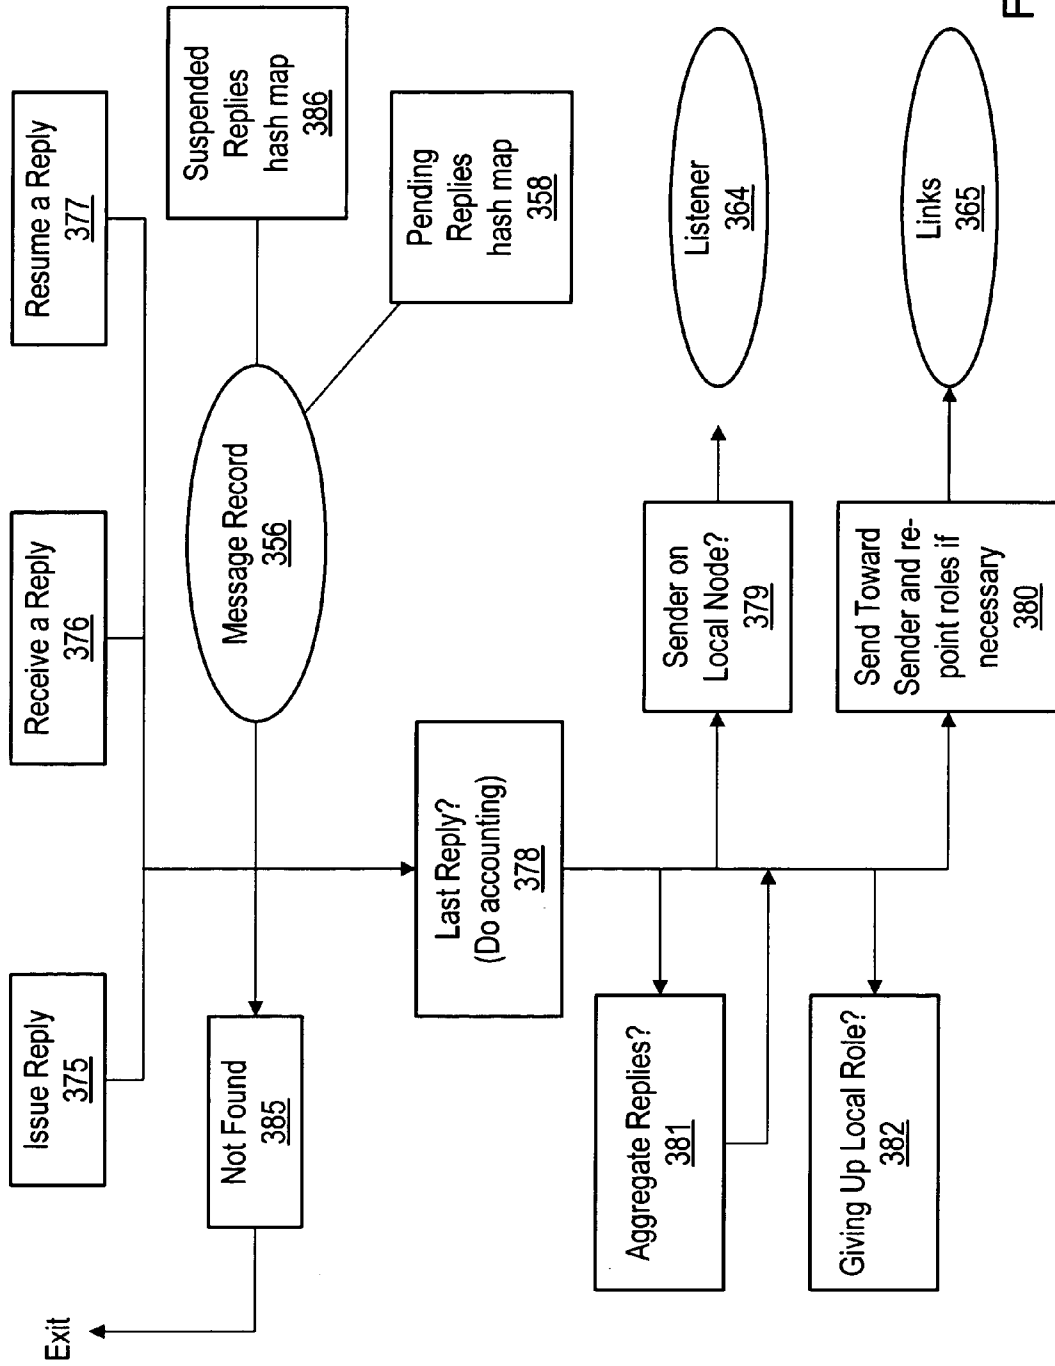 Exit
Issue Reply
375
Receive a Reply
376
Resume a Reply
377
Not Found
385
Message Record
356
Suspended
Replies
hash map
386
Pending
Replies
hash map
358
Last Reply?
(Do accounting)
378
Aggregate Replies?
381
Sender on
Local Node?
379
Listener
364
Giving Up Local Role?
382
Send Toward
Sender and re-
point roles if
necessary
380
Links
365